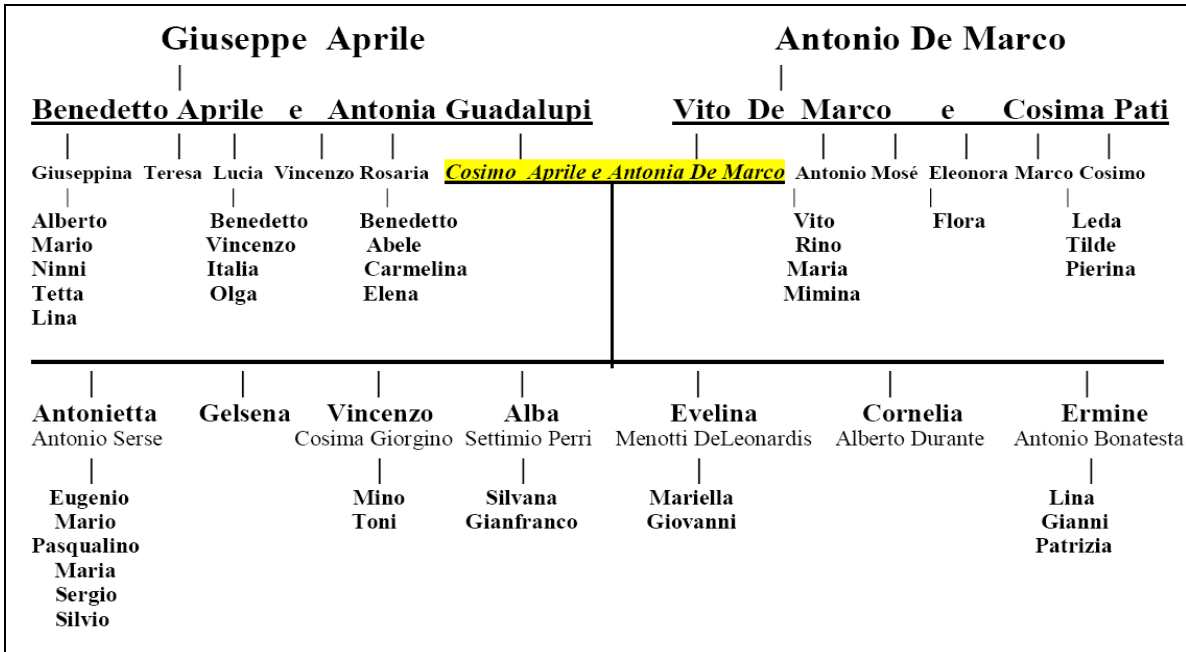 Giuseppe Aprile Antonio De Marco
Benedetto Aprile e Antonia Guadalupi Vito De Marco e Cosima Pati
Giuseppina Teresa Lucia Vincenzo Rosaria Cosimo Aprile e Antonia De Marco Antonio Mosé Eleonora Marco Cosimo
Alberto Benedetto Benedetto Vito Flora Leda
Mario Vincenzo Abele Rino Tilde
Ninni Italia Carmelina Maria Pierina
Tetta Olga Elena Mimina
Lina
Antonietta Gelsena Vincenzo Alba Evelina Cornelia Ermine
Antonio Serse Cosima Giorgino Settimio Perri Menotti DeLeonardis Alberto Durante Antonio Bonatesta
Eugenio Mino Silvana Mariella Lina
Mario Toni Gianfranco Giovanni Gianni
Pasqualino Patrizia
Maria
Sergio
Silvio